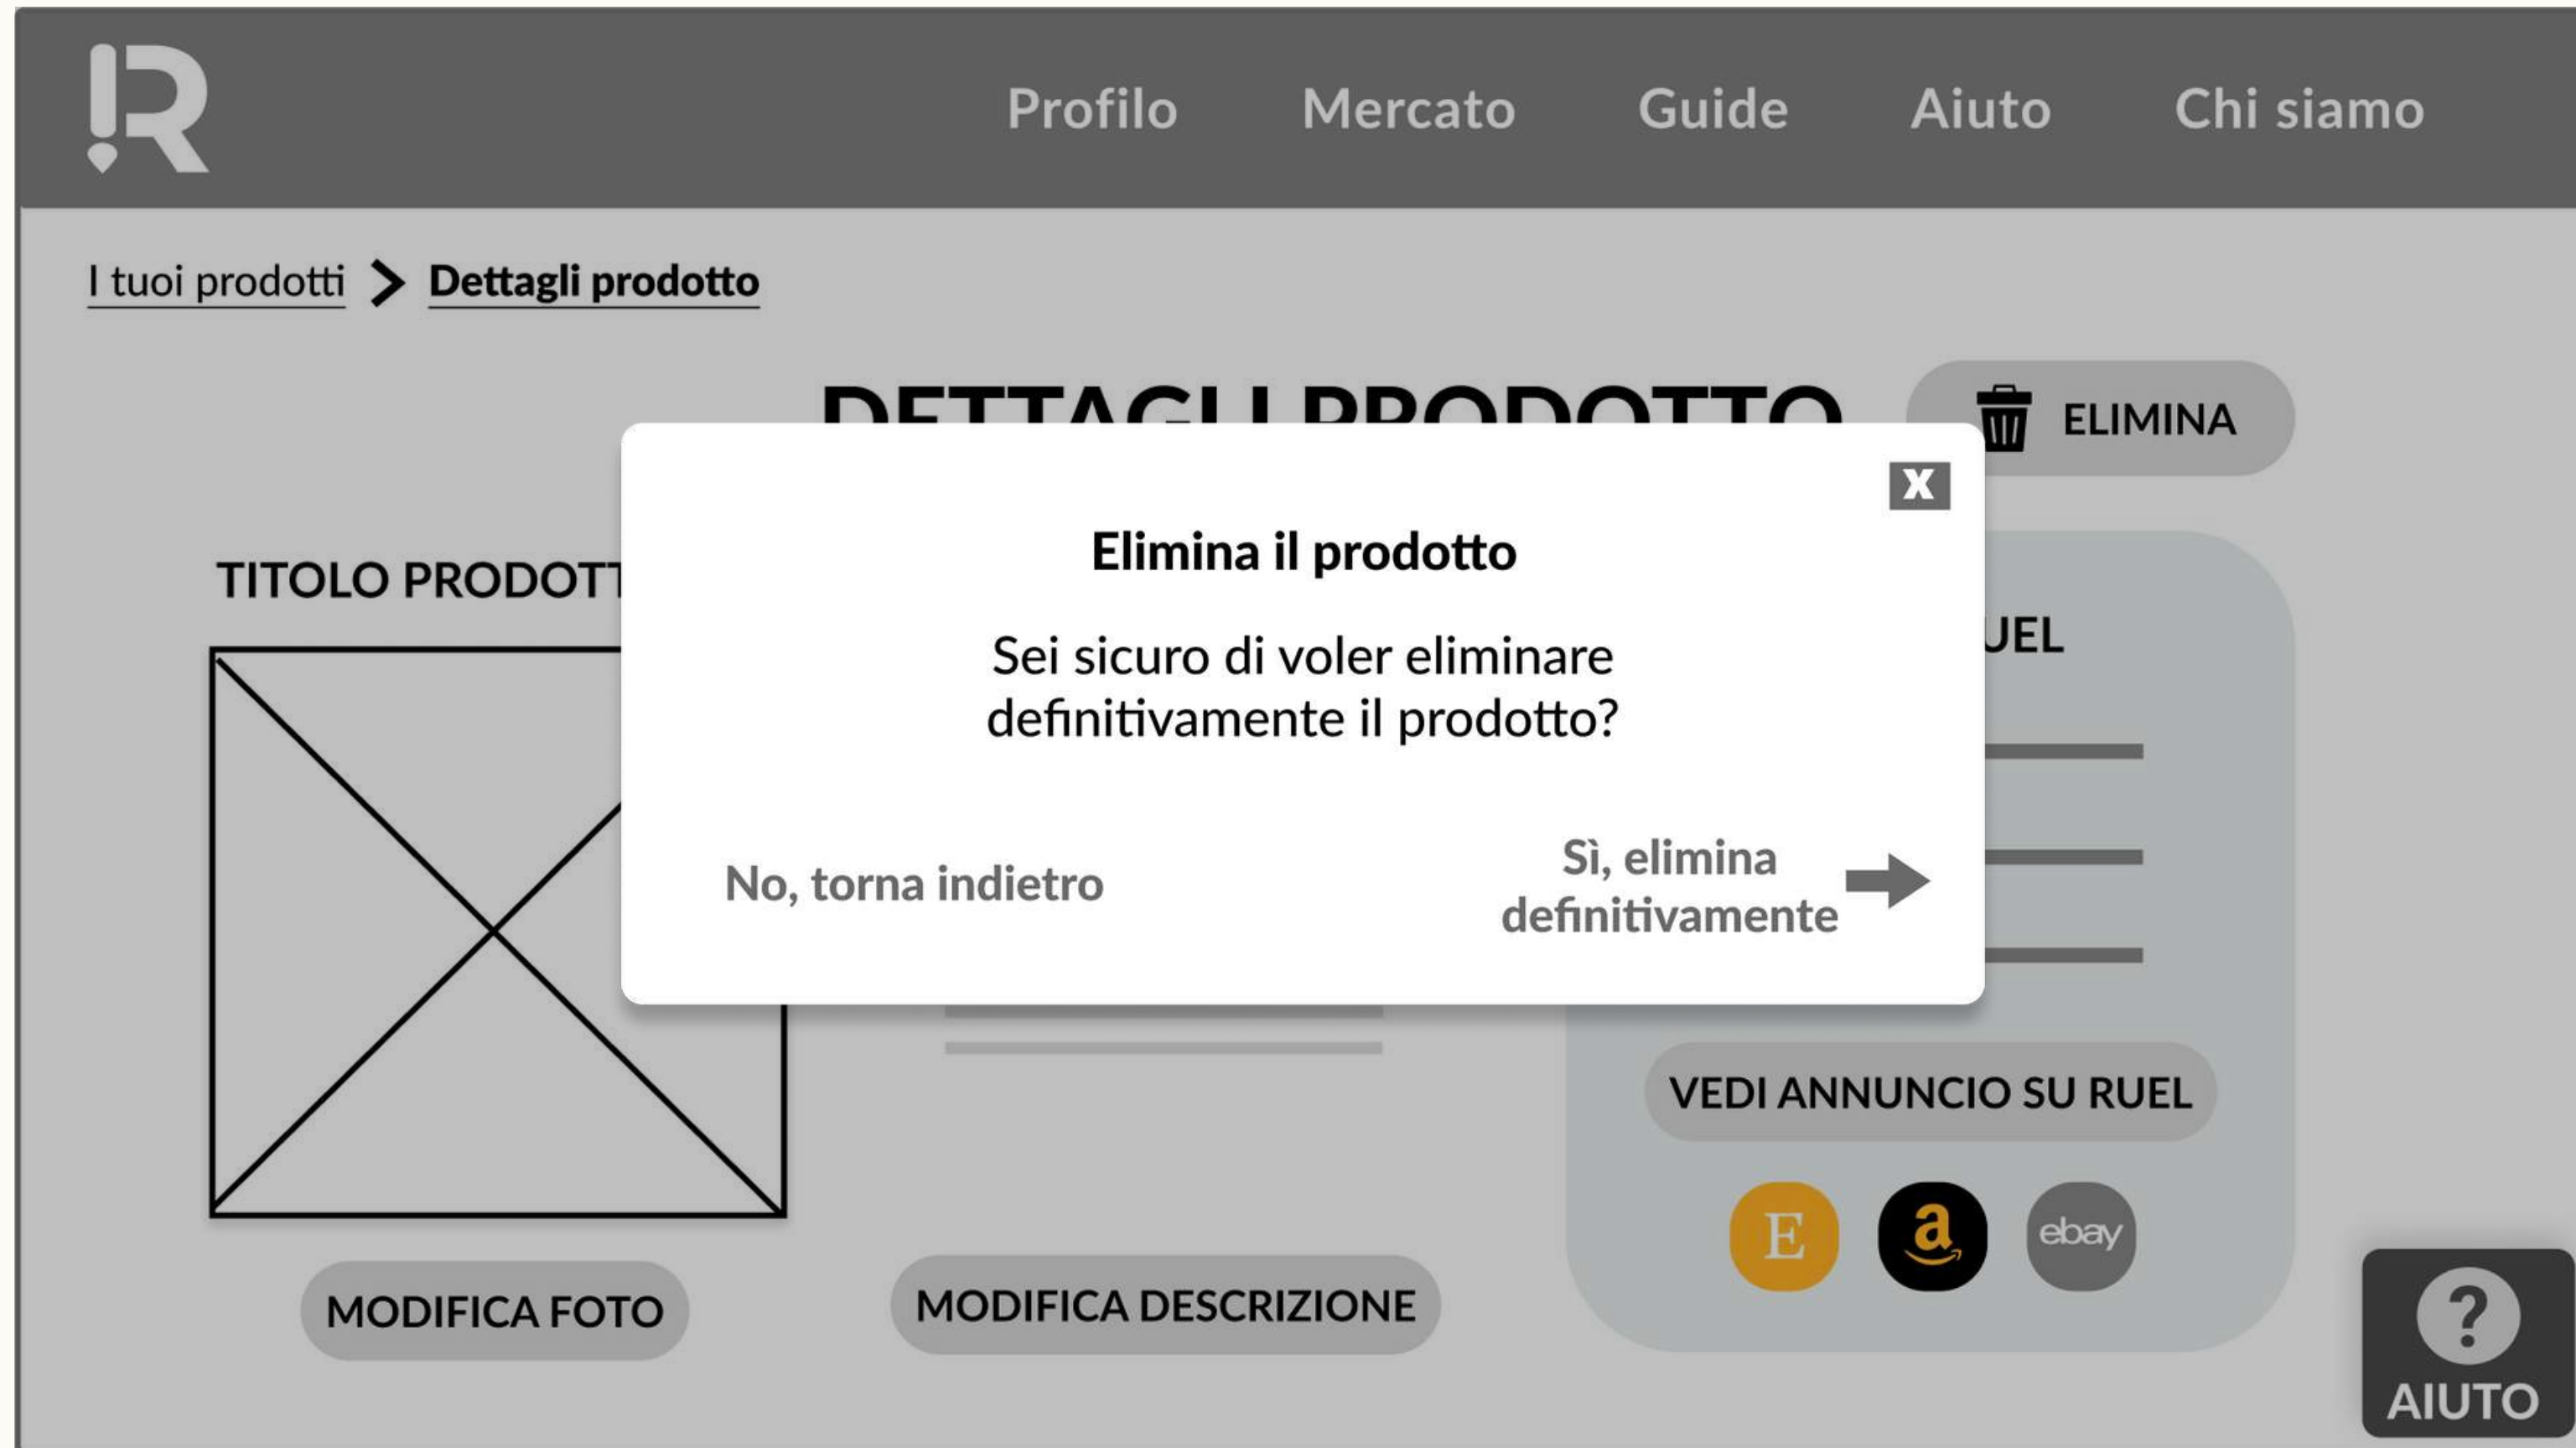 R
Profilo Mercato Guide Aiuto Chi siamo
I tuoi prodotti > Dettagli prodotto
DETTAGLI PRODOTTO
ELIMINA
X
Elimina il prodotto
TITOLO PRODOTT
UEL
Sei sicuro di voler eliminare
definitivamente il prodotto?
No, torna indietro
Sì, elimina
definitivamente
VEDI ANNUNCIO SU RUEL
E a ebay
MODIFICA FOTO
MODIFICA DESCRIZIONE
?
AIUTO